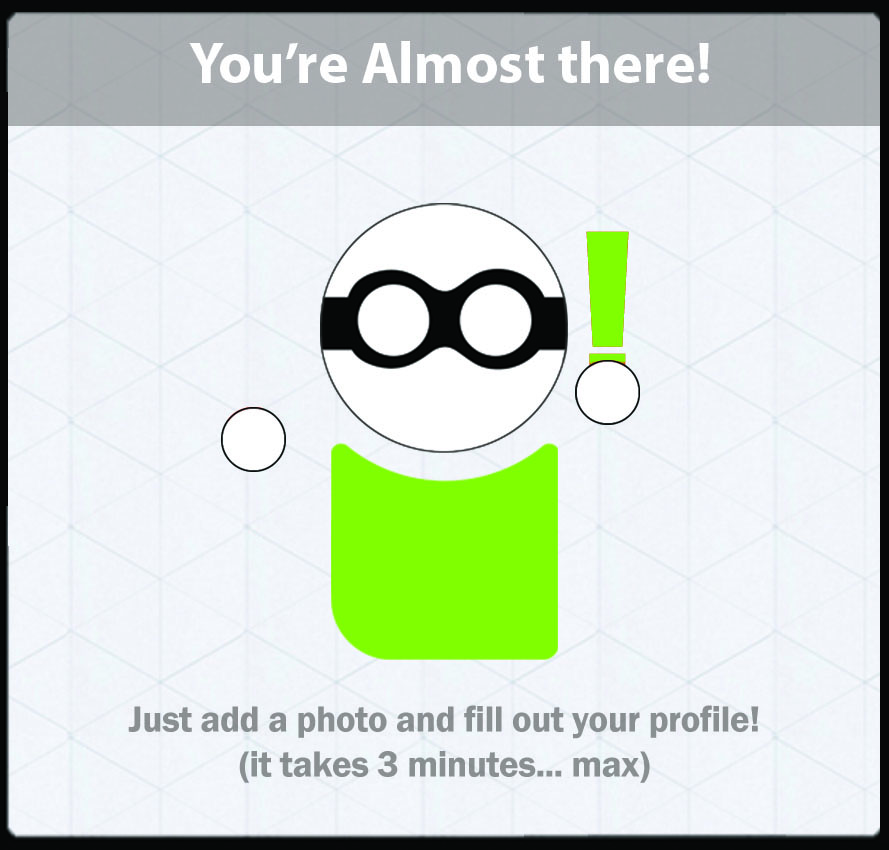 You’re Almost there!
!
Just add a photo and fill out your profile!
(it takes 3 minutes... max)